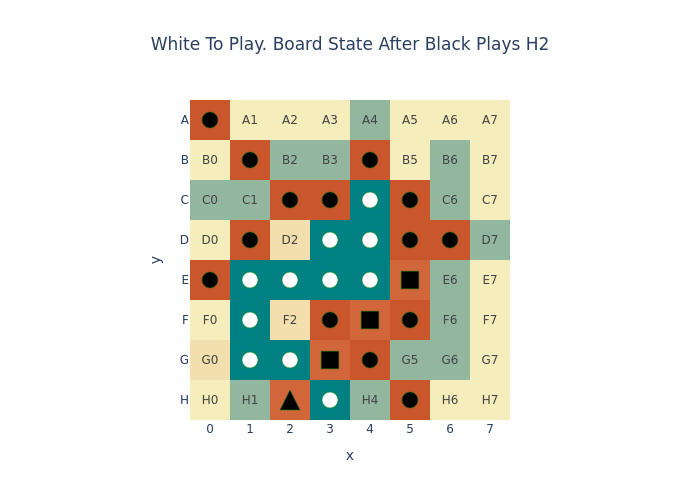 White To Play. Board State After Black Plays H2
A A1 A2 A3 A4 A5 A6 A7
B B0 B2 B3 B5 B6 B7
C C0 C1 C6 C7
D D0 D2 D7
y
E E6 E7
F F0 F2 F6 F7
G G0 G5 G6 G7
H H0 H1 H4 H6 H7
0 1 2 3 4 5 6 7
x